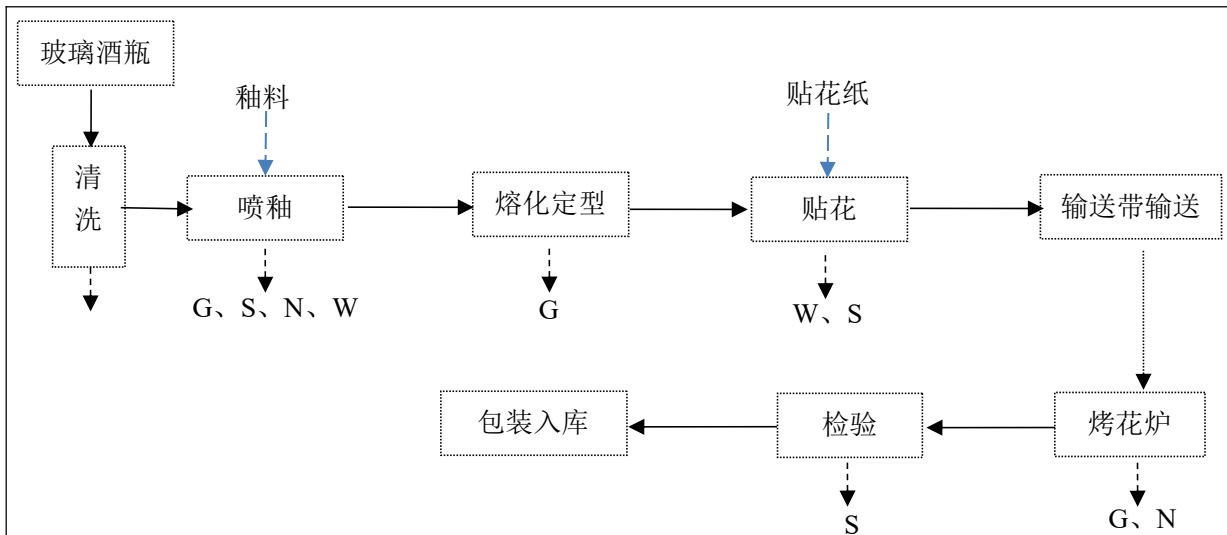 玻璃酒瓶
釉料
贴花纸
清
洗
喷釉
熔化定型
贴花
输送带输送
G、S、N、W
G
W、S
包装入库
检验
烤花炉
S
G、N